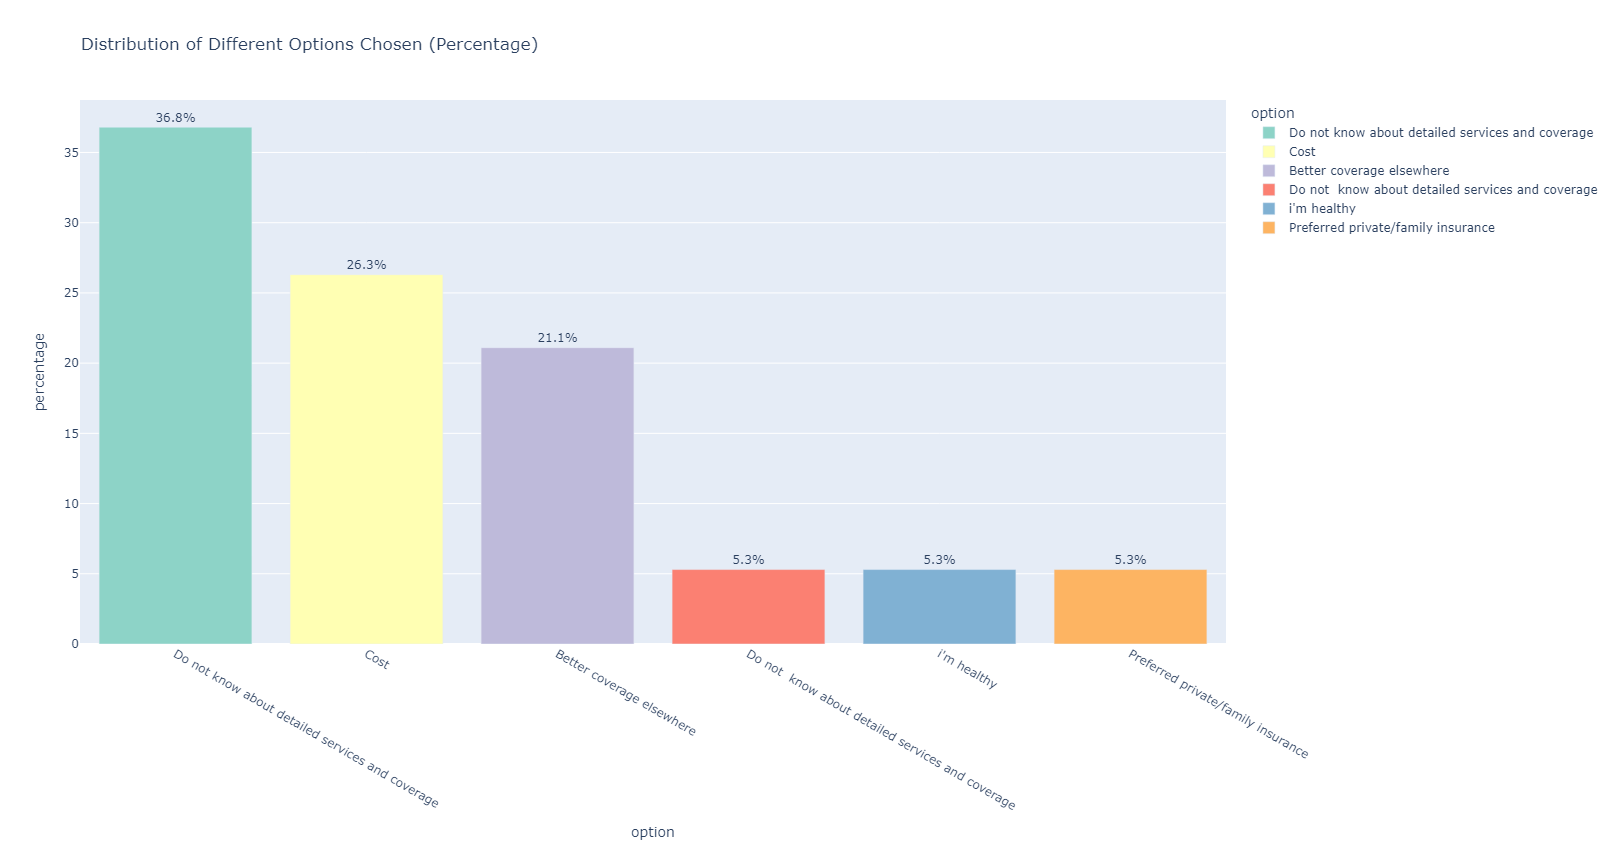 Distribution of Different Options Chosen (Percentage)
option
Do not know about detailed services and coverage
Cost
Better coverage elsewhere
Do not  know about detailed services and coverage
i'm healthy
Preferred private/family insurance
percentage
35
30
25
20
15
10
5
0
36.8%
26.3%
21.1%
5.3%
5.3%
5.3%
Do not know about detailed services and coverage
Cost
Better coverage elsewhere
Do not  know about detailed services and coverage
i'm healthy
Preferred private/family insurance
option